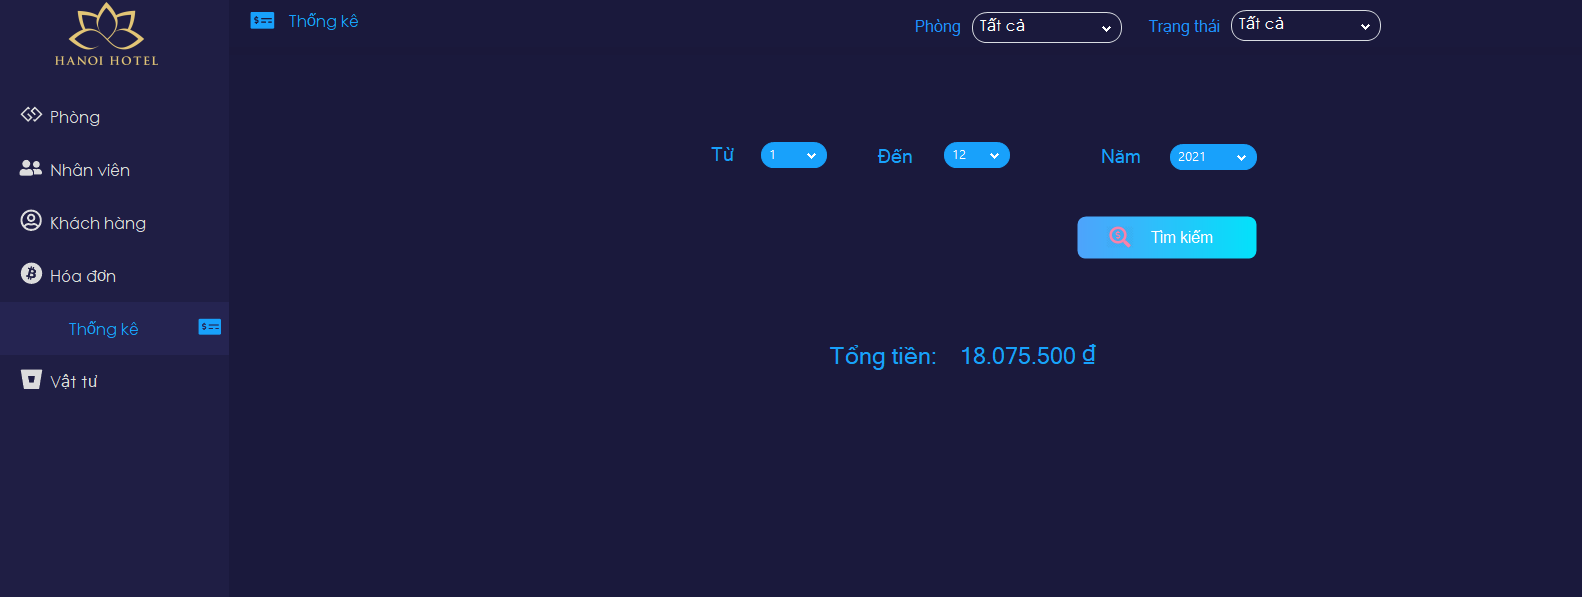 HANOI HOTEL
Phòng
Nhân viên
Khách hàng
Hóa đơn
Thống kê
Vật tư
Thống kê
Phòng Tất cả Trạng thái Tất cả
Từ 1 Đến 12 Năm 2021
Tìm kiếm
Tổng tiền: 18.075.500 ₫